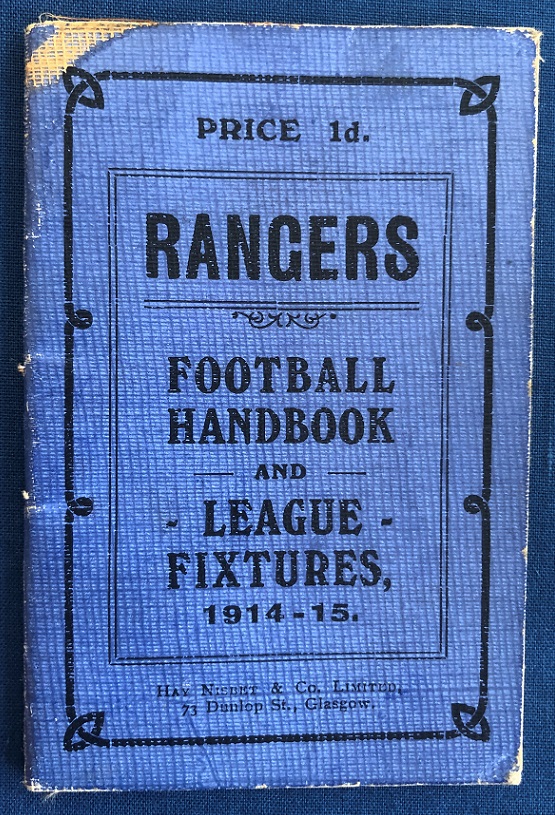 PRICE 1d.
RANGERS
FOOTBALL
HANDBOOK
— AND —
- LEAGUE -
FIXTURES,
1914-15.
Hay Nisbet & Co. Limited,
73 Dunlop St., Glasgow.